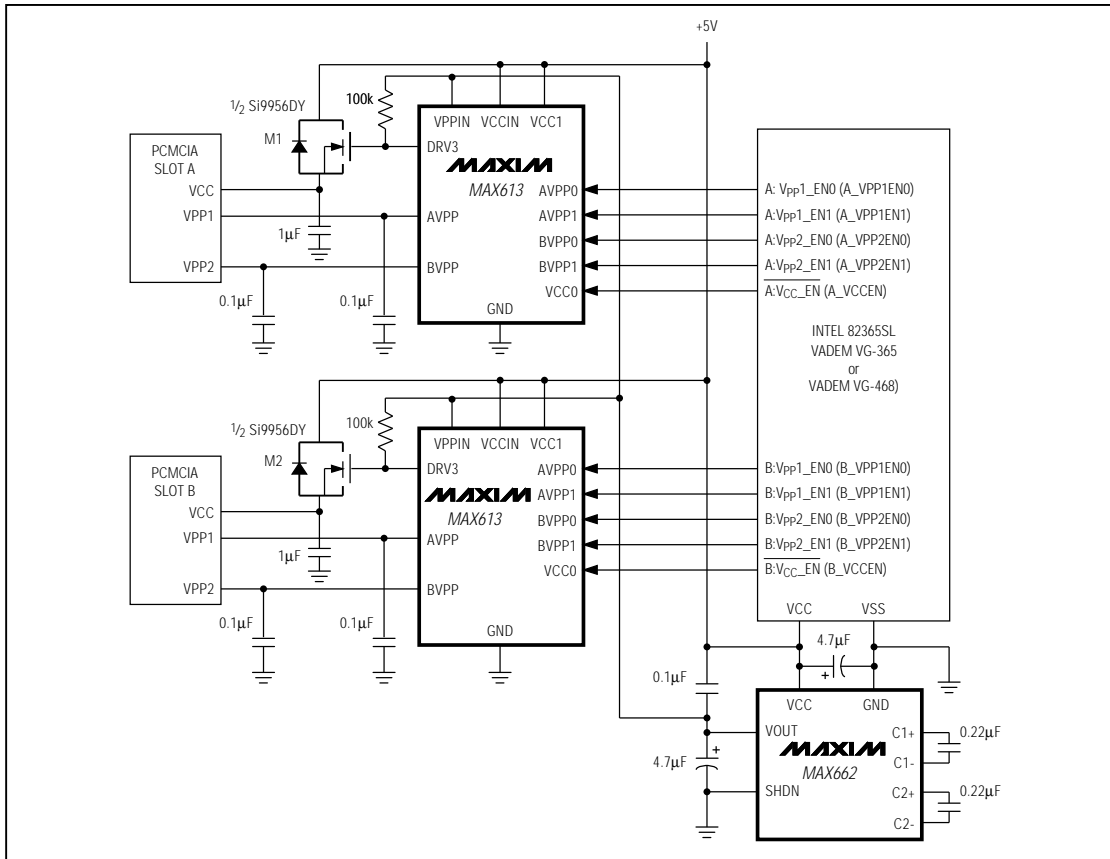 +5V
1/2 Si9956DY
100k
M1
PCMCIA
SLOT A
VCC
VPP1
VPP2
1µF
0.1µF
0.1µF
VPPIN VCCIN VCC1
DRV3
MAXIM
MAX613
AVPP
BVPP
AVPP0
AVPP1
BVPP0
BVPP1
VCC0
GND
A: VPP1_EN0 (A_VPP1EN0)
A:VPP1_EN1 (A_VPP1EN1)
A:VPP2_EN0 (A_VPP2EN0)
A:VPP2_EN1 (A_VPP2EN1)
A:VCC_EN (A_VCCEN)
INTEL 82365SL
VADEM VG-365
or
VADEM VG-468)
1/2 Si9956DY
100k
M2
PCMCIA
SLOT B
VCC
VPP1
VPP2
1µF
0.1µF
0.1µF
VPPIN VCCIN VCC1
DRV3
MAXIM
MAX613
AVPP
BVPP
AVPP0
AVPP1
BVPP0
BVPP1
VCC0
GND
B:VPP1_EN0 (B_VPP1EN0)
B:VPP1_EN1 (B_VPP1EN1)
B:VPP2_EN0 (B_VPP2EN0)
B:VPP2_EN1 (B_VPP2EN1)
B:VCC_EN (B_VCCEN)
VCC VSS
4.7µF
+
0.1µF
VCC GND
VOUT
MAXIM
MAX662
SHDN
C1+
C1-
C2+
C2-
0.22µF
0.22µF
+
4.7µF